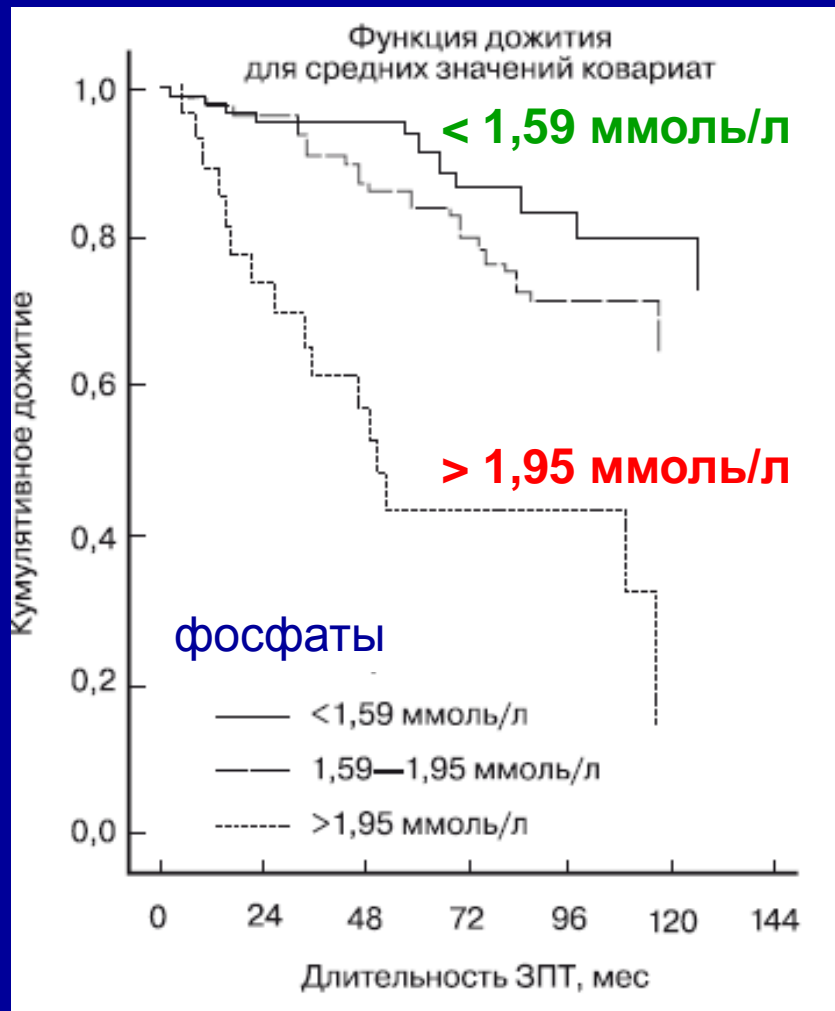 Функция дожития
для средних значений ковариат
Кумулятивное дожитие
1,0
0,8
0,6
0,4
0,2
0,0
< 1,59 ммоль/л
> 1,95 ммоль/л
фосфаты
<1,59 ммоль/л
1,59—1,95 ммоль/л
>1,95 ммоль/л
0 24 48 72 96 120 144
Длительность ЗПТ, мес